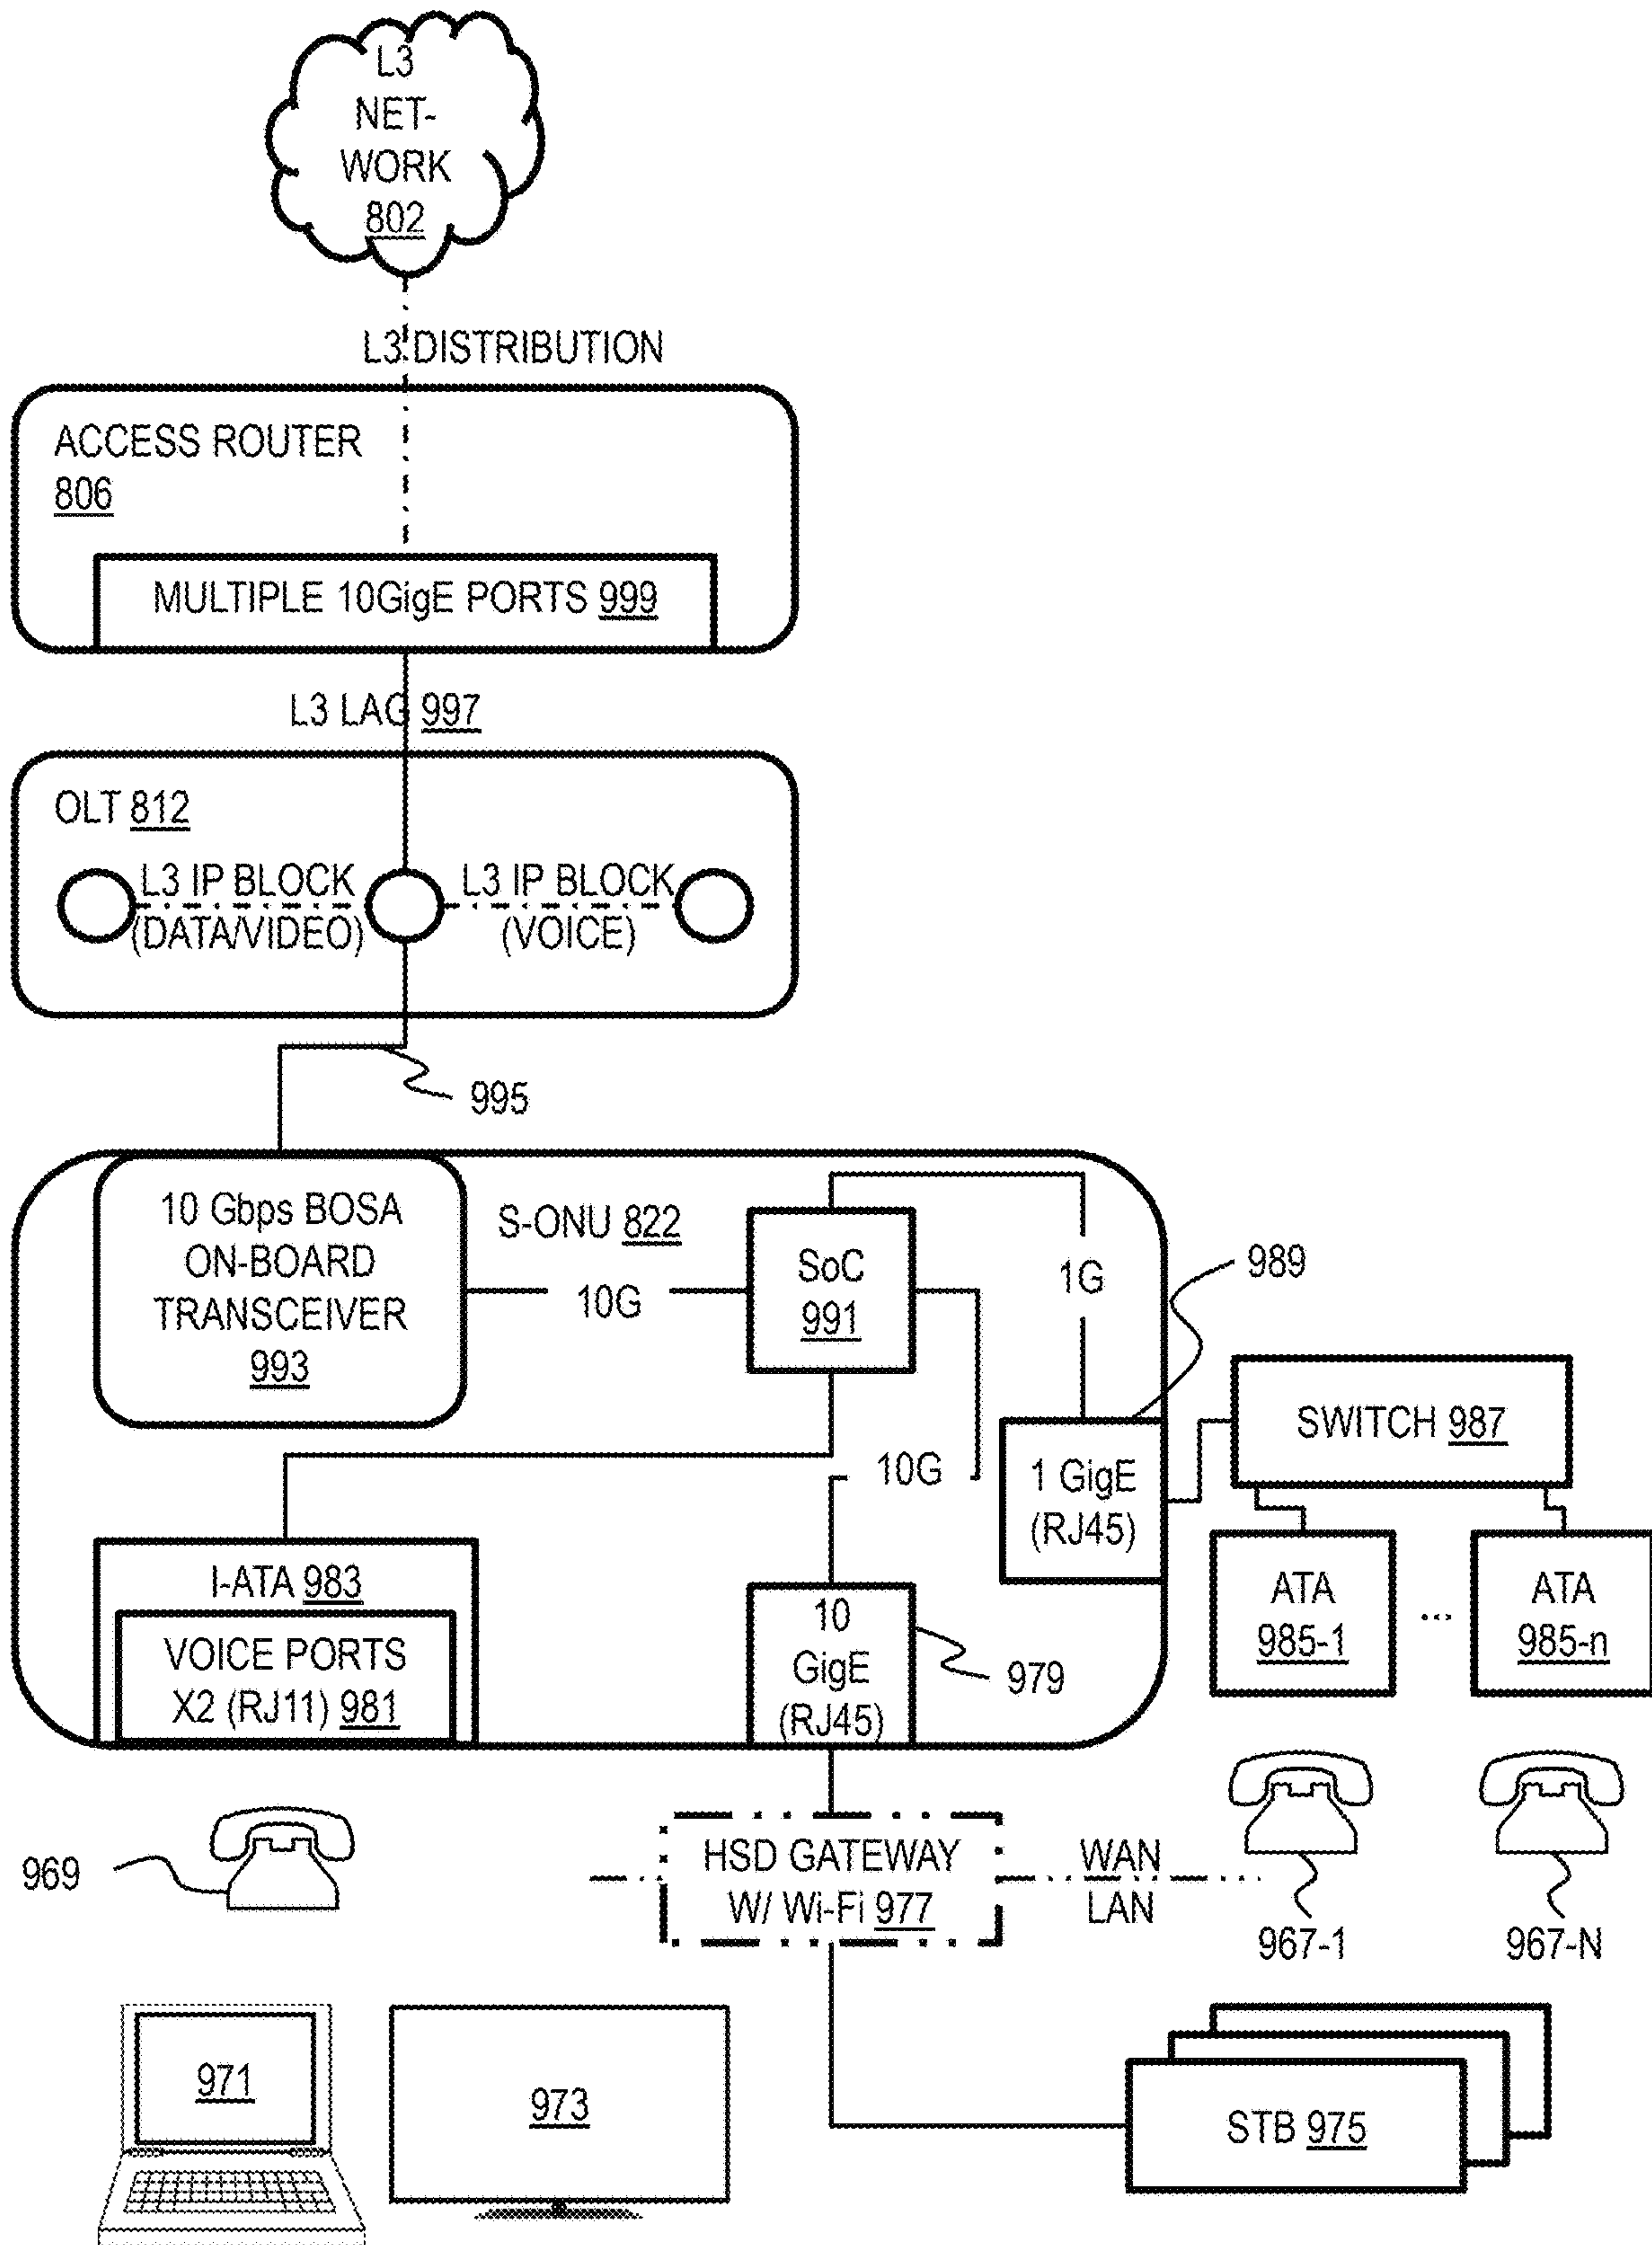 L3
NET-
WORK
802
L3 DISTRIBUTION
ACCESS ROUTER
806
MULTIPLE 10GigE PORTS 999
L3 LAG 997
OLT 812
L3 IP BLOCK
(DATA/VIDEO)
L3 IP BLOCK
(VOICE)
995
10 Gbps BOSA
ON-BOARD
TRANSCEIVER
993
S-ONU 822
10G
SoC
991
1G
989
10G
1 GigE
(RJ45)
SWITCH 987
ATA
985-1
...
ATA
985-n
I-ATA 983
VOICE PORTS
X2 (RJ11) 981
10
GigE
(RJ45)
979
969
HSD GATEWAY
W/ Wi-Fi 977
WAN
LAN
967-1
967-N
971
973
STB 975